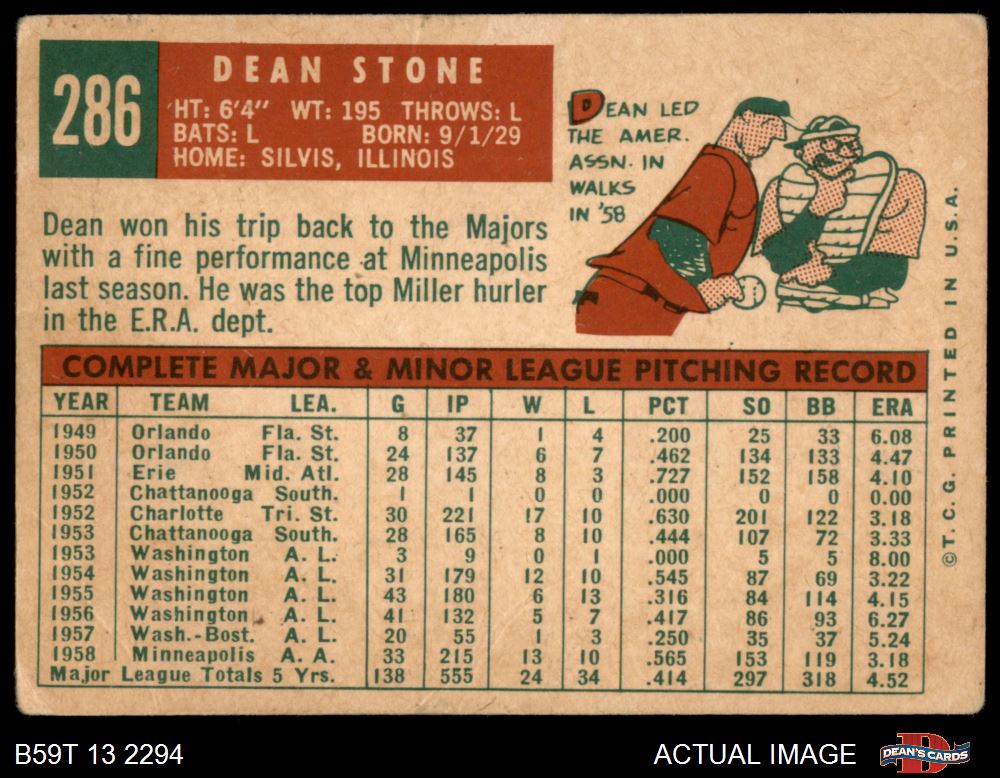 286
DEAN STONE
HT: 6'4" WT: 195 THROWS: L
BATS: L BORN: 9/1/29
HOME: SILVIS, ILLINOIS
DEAN LED
THE AMER.
ASSN. IN
WALKS
IN '58
Dean won his trip back to the Majors
with a fine performance at Minneapolis
last season. He was the top Miller hurler
in the E.R.A. dept.
COMPLETE MAJOR & MINOR LEAGUE PITCHING RECORD
YEAR TEAM LEA. G IP W L PCT SO BB ERA
1949 Orlando Fla. St. 8 37 1 4 .200 25 33 6.08
1950 Orlando Fla. St. 24 137 6 7 .462 134 133 4.47
1951 Erie Mid. Atl. 28 145 8 3 .727 152 158 4.10
1952 Chattanooga South. 1 1 0 0 .000 0 0 0.00
1952 Charlotte Tri. St. 30 221 17 10 .630 201 122 3.18
1953 Chattanooga South. 28 165 8 10 .444 107 72 3.33
1953 Washington A. L. 3 9 0 1 .000 5 5 8.00
1954 Washington A. L. 31 179 12 10 .545 87 69 3.22
1955 Washington A. L. 43 180 6 13 .316 84 114 4.15
1956 Washington A. L. 41 132 5 7 .417 86 93 6.27
1957 Wash.-Bost. A. L. 20 55 1 3 .250 35 37 5.24
1958 Minneapolis A. A. 33 215 13 10 .565 153 119 3.18
Major League Totals 5 Yrs. 138 555 24 34 .414 297 318 4.52
©T. C. G. PRINTED IN U.S.A.
B59T 13 2294
ACTUAL IMAGE
D
DEAN'S CARDS